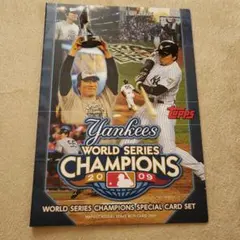 TOPPS
Yankees
WORLD SERIES
CHAMPIONS
2009
WORLD SERIES CHAMPIONS SPECIAL CARD SET